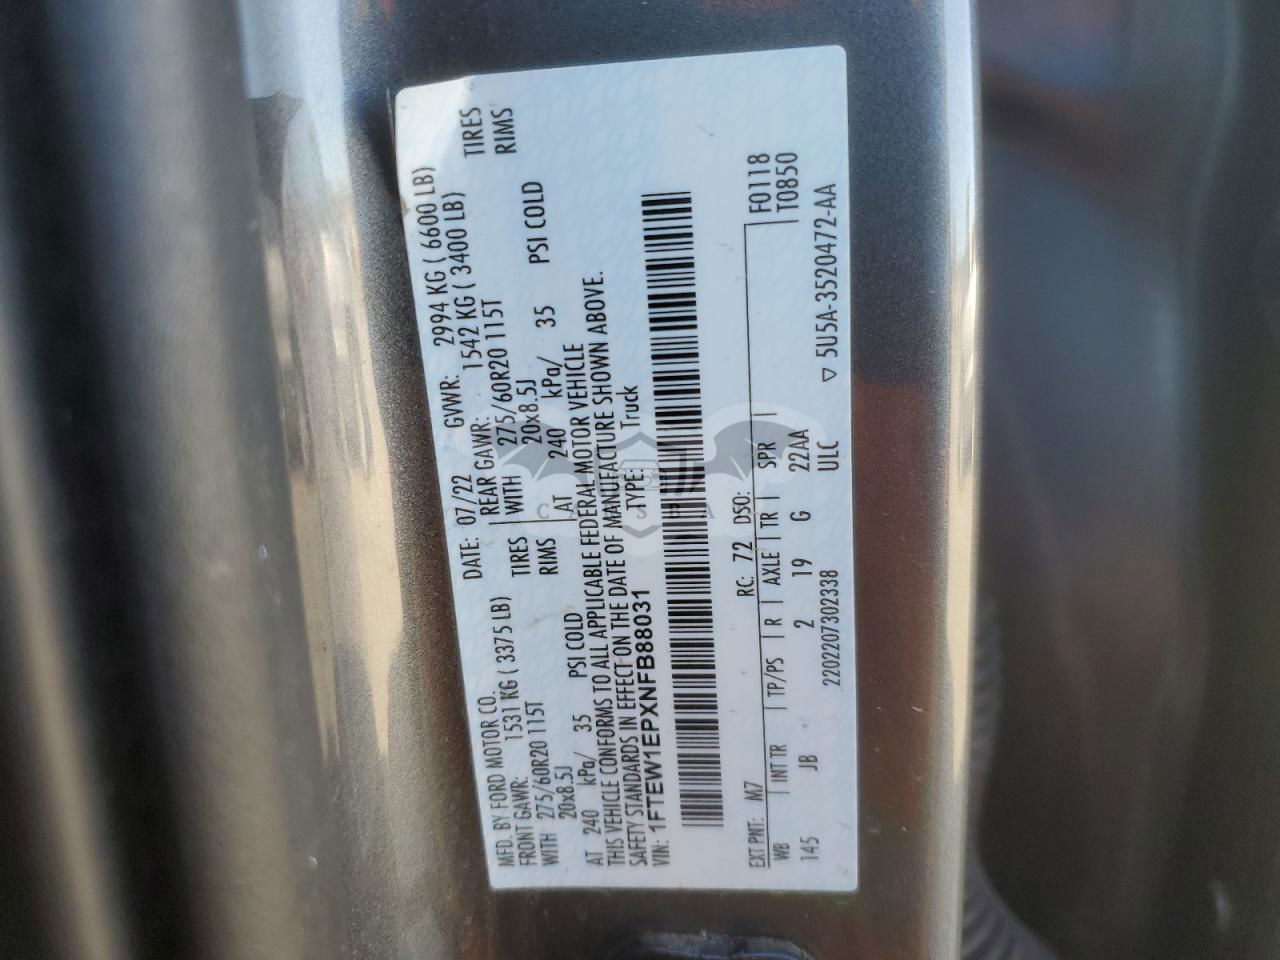 MFD. BY FORD MOTOR CO.
DATE: 07/22 GVWR: 2994 KG ( 6600 LB)
FRONT GAWR: 1531 KG ( 3375 LB)
REAR GAWR: 1542 KG ( 3400 LB)
WITH 275/60R20 115T TIRES
WITH 275/60R20 115T TIRES
20x8.5J RIMS
20x8.5J RIMS
AT 240 kPa/ 35 PSI COLD
AT 240 kPa/ 35 PSI COLD
THIS VEHICLE CONFORMS TO ALL APPLICABLE FEDERAL MOTOR VEHICLE
SAFETY STANDARDS IN EFFECT ON THE DATE OF MANUFACTURE SHOWN ABOVE.
VIN: 1FTEW1EPXNFB88031 TYPE: Truck
EXT PNT: M7 RC: 72 DSO: F0118
WB INT TR TP/PS R AXLE TR SPR T0850
145 JB 2 19 G 22AA
2202207302338 ULC ▽ 5U5A-3520472-AA